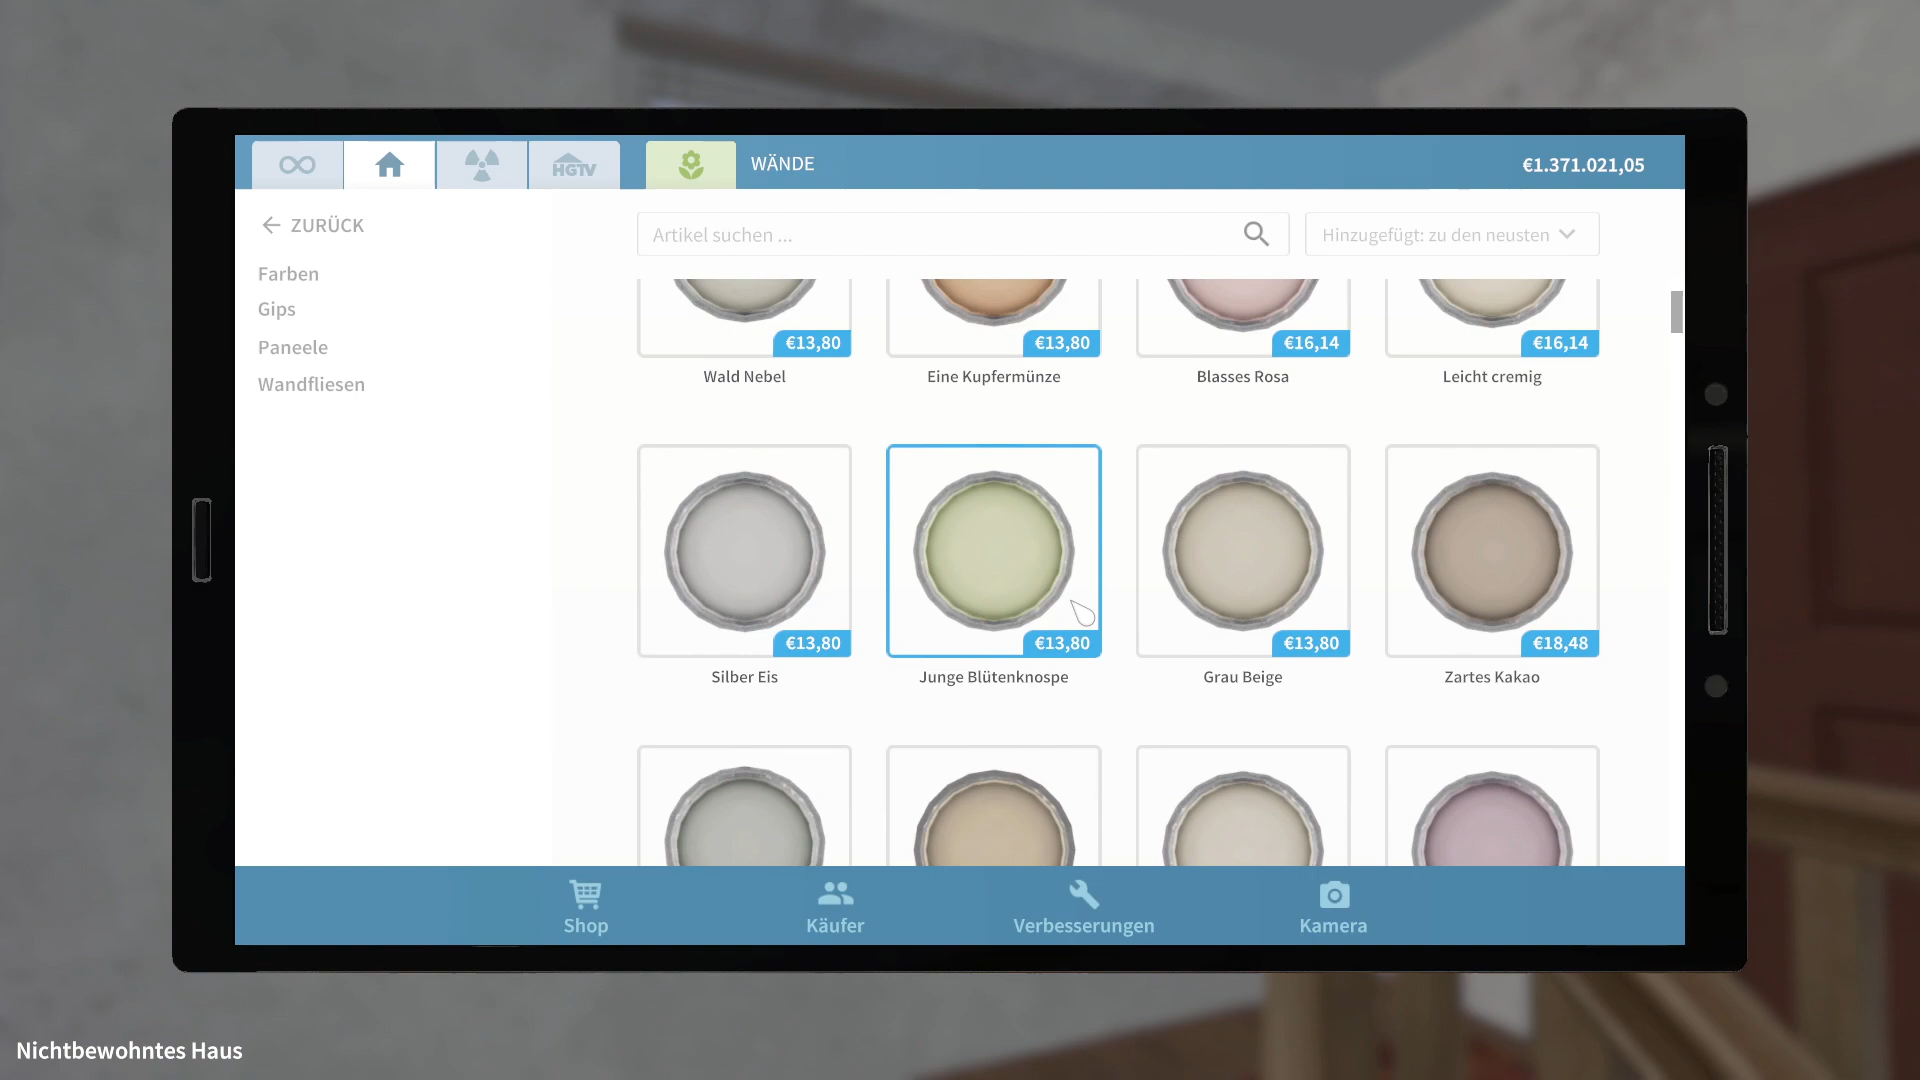 HGTV
WÄNDE
€1.371.021,05
ZURÜCK
Artikel suchen ...
Hinzugefügt: zu den neusten
Farben
Gips
Paneele
Wandfliesen
€13,80
€13,80
€16,14
€16,14
Wald Nebel
Eine Kupfermünze
Blasses Rosa
Leicht cremig
€13,80
€13,80
€13,80
€18,48
Silber Eis
Junge Blütenknospe
Grau Beige
Zartes Kakao
Shop
Käufer
Verbesserungen
Kamera
Nichtbewohntes Haus